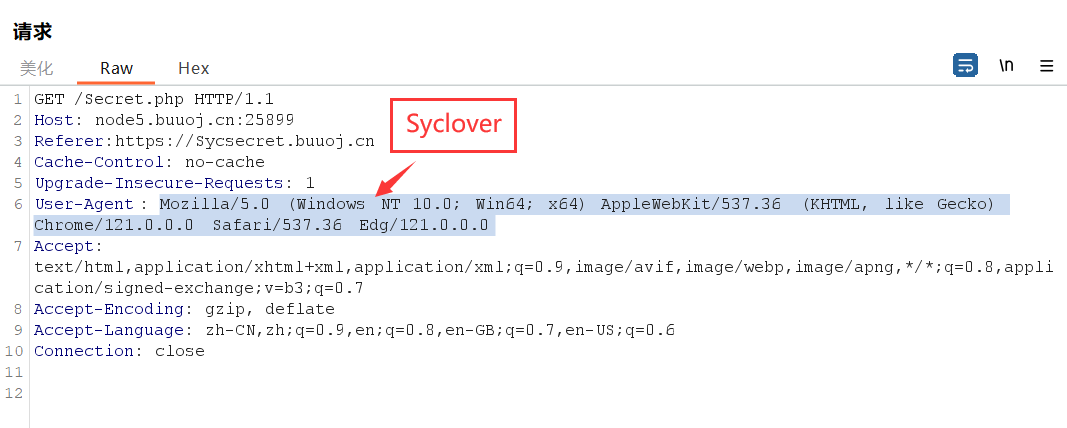 请求
美化 Raw Hex \n
1 GET /Secret.php HTTP/1.1
2 Host: node5.buuoj.cn:25899
Syclover
3 Referer:https://Sycsecret.buuoj.cn
4 Cache-Control: no-cache
5 Upgrade-Insecure-Requests: 1
6 User-Agent: Mozilla/5.0 (Windows NT 10.0; Win64; x64) AppleWebKit/537.36 (KHTML, like Gecko)
Chrome/121.0.0.0 Safari/537.36 Edg/121.0.0.0
7 Accept:
text/html,application/xhtml+xml,application/xml;q=0.9,image/avif,image/webp,image/apng,*/*;q=0.8,appli
cation/signed-exchange;v=b3;q=0.7
8 Accept-Encoding: gzip, deflate
9 Accept-Language: zh-CN,zh;q=0.9,en;q=0.8,en-GB;q=0.7,en-US;q=0.6
10 Connection: close
11
12